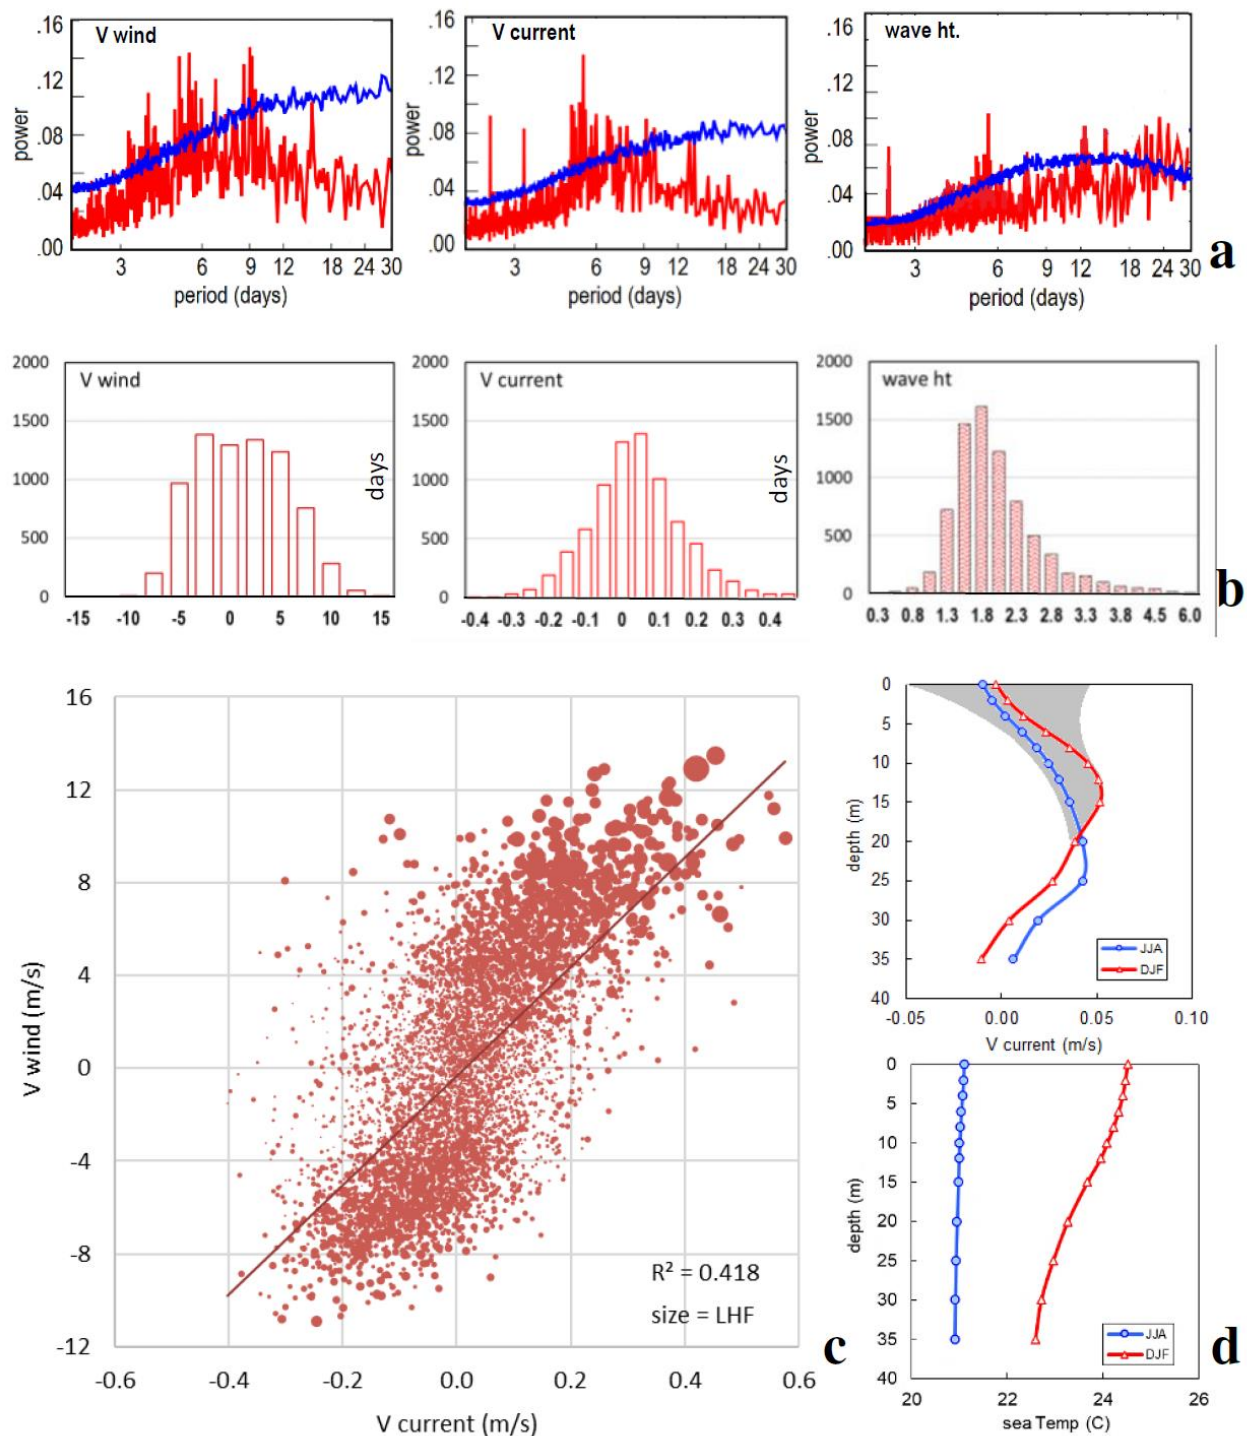 .16
.12
.08
.04
.00
power
V wind
3 6 9 12 18 24 30
period (days)
.16
.12
.08
.04
.00
power
V current
3 6 9 12 18 24 30
period (days)
.16
.12
.08
.04
.00
power
wave ht.
3 6 9 12 18 24 30
period (days)
a
2000
1500
1000
500
0
V wind
-15 -10 -5 0 5 10 15
days
2000
1500
1000
500
0
V current
-0.4 -0.3 -0.2 -0.1 0 0.1 0.2 0.3 0.4
days
2000
1500
1000
500
0
wave ht
0.3 0.8 1.3 1.8 2.3 2.8 3.3 3.8 4.5 6.0
b
16
12
8
4
0
-4
-8
-12
V wind (m/s)
R² = 0.418
size = LHF
-0.6 -0.4 -0.2 0.0 0.2 0.4 0.6
V current (m/s)
c
0
5
10
15
20
25
30
35
40
depth (m)
JJA
DJF
-0.05 0.00 0.05 0.10
V current (m/s)
0
5
10
15
20
25
30
35
40
depth (m)
JJA
DJF
20 22 24 26
sea Temp (C)
d